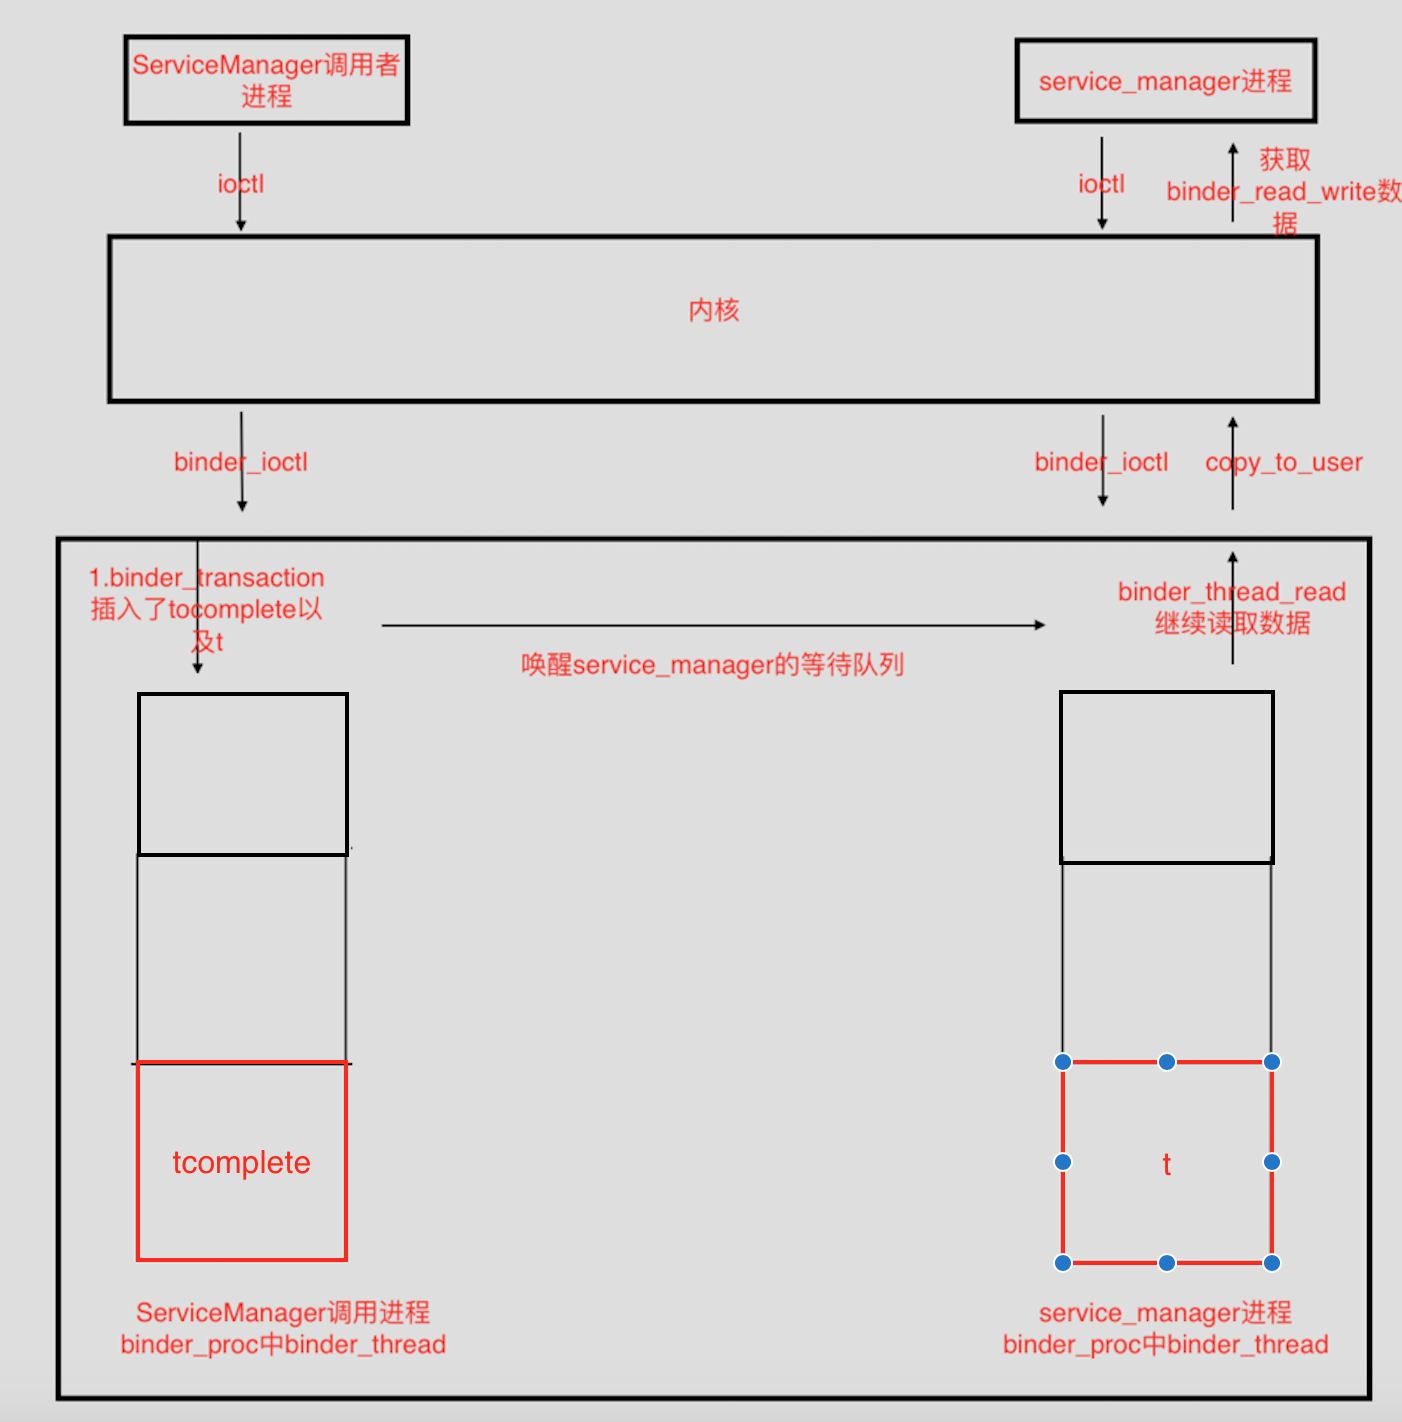 ServiceManager调用者
进程
service_manager进程
ioctl
ioctl
获取
binder_read_write数
据
内核
binder_ioctl
binder_ioctl
copy_to_user
1.binder_transaction
插入了tocomplete以
及t
唤醒service_manager的等待队列
binder_thread_read
继续读取数据
tcomplete
t
ServiceManager调用进程
binder_proc中binder_thread
service_manager进程
binder_proc中binder_thread